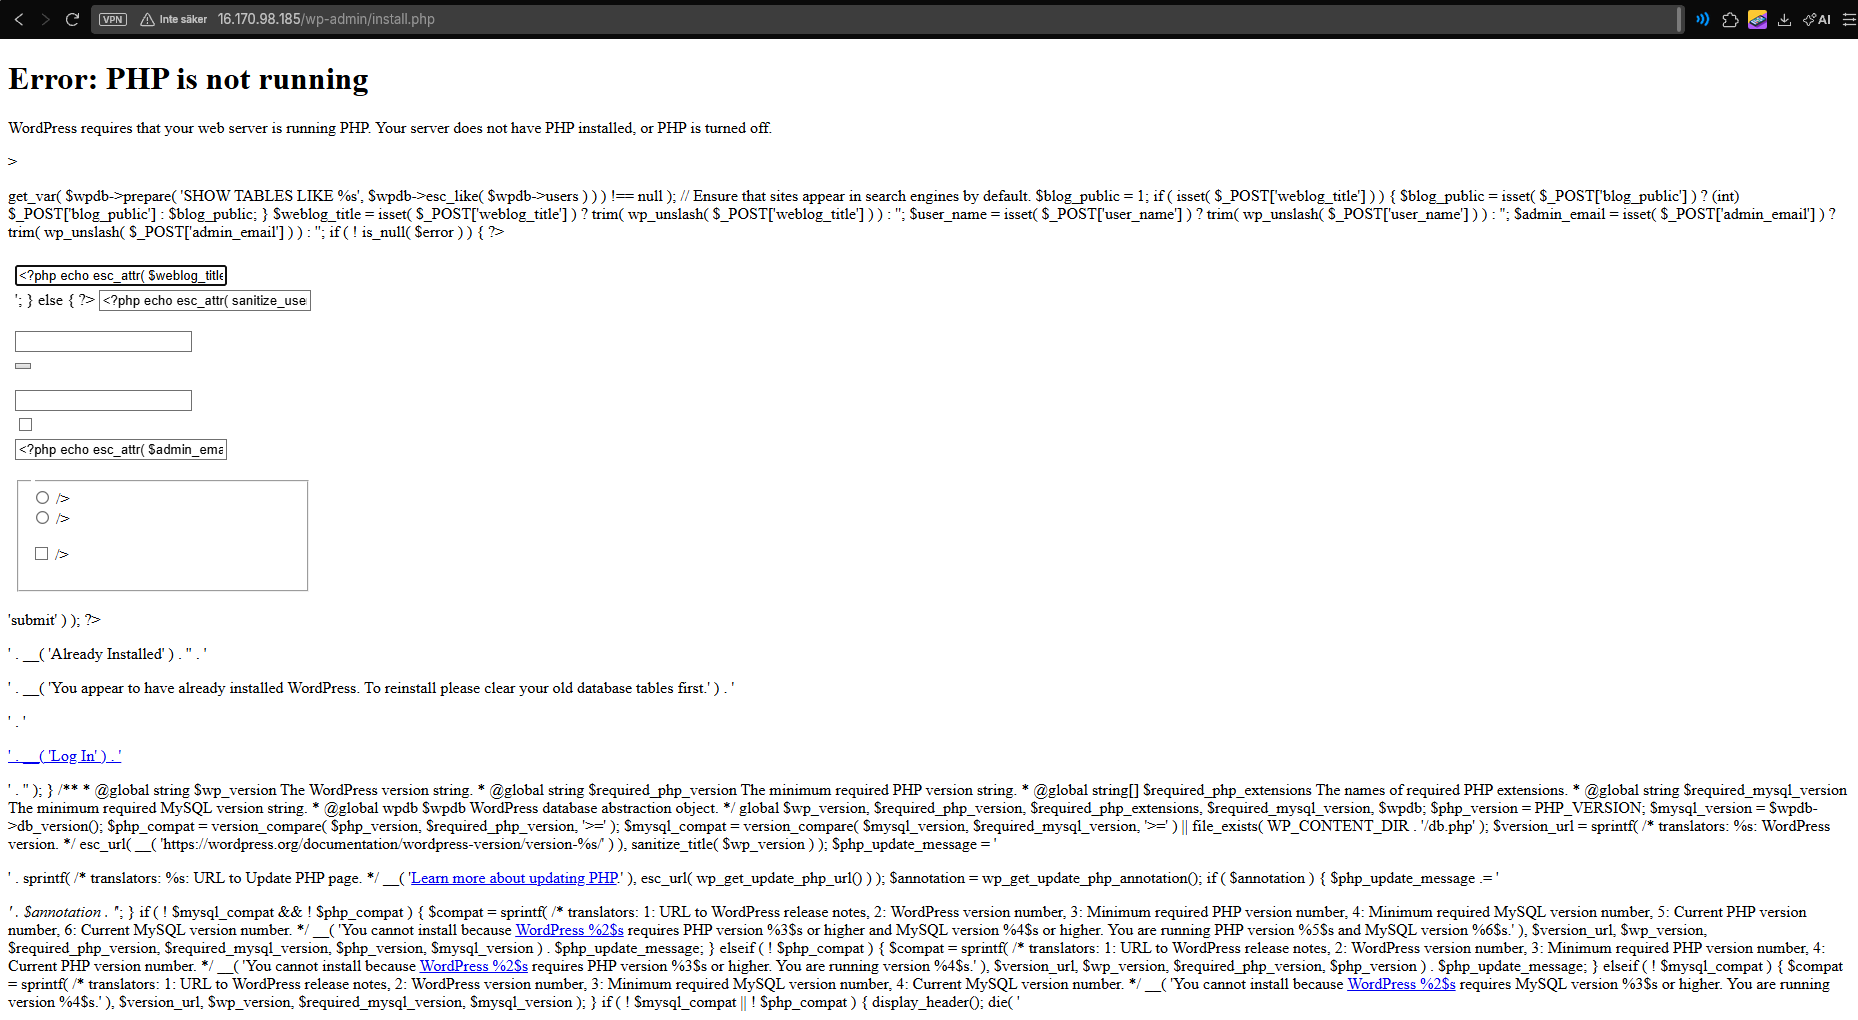 VPN Inte säker 16.170.98.185/wp-admin/install.php AI
Error: PHP is not running
WordPress requires that your web server is running PHP. Your server does not have PHP installed, or PHP is turned off.
>
get_var( $wpdb->prepare( 'SHOW TABLES LIKE %s', $wpdb->esc_like( $wpdb->users ) ) ) !== null ); // Ensure that sites appear in search engines by default. $blog_public = 1; if ( isset( $_POST['weblog_title'] ) ) { $blog_public = isset( $_POST['blog_public'] ) ? (int)
$_POST['blog_public'] : $blog_public; } $weblog_title = isset( $_POST['weblog_title'] ) ? trim( wp_unslash( $_POST['weblog_title'] ) ) : ''; $user_name = isset( $_POST['user_name'] ) ? trim( wp_unslash( $_POST['user_name'] ) ) : ''; $admin_email = isset( $_POST['admin_email'] ) ?
trim( wp_unslash( $_POST['admin_email'] ) ) : ''; if ( ! is_null( $error ) ) { ?>
<?php echo esc_attr( $weblog_title
'; } else { ?> <?php echo esc_attr( sanitize_use
<?php echo esc_attr( $admin_ema
/>
/>
/>
'submit' ) ); ?>
' . __( 'Already Installed' ) . '' . '
' . __( 'You appear to have already installed WordPress. To reinstall please clear your old database tables first.' ) . '
' . '
' . __( 'Log In' ) . '
' . '' ); } /** * @global string $wp_version The WordPress version string. * @global string $required_php_version The minimum required PHP version string. * @global string[] $required_php_extensions The names of required PHP extensions. * @global string $required_mysql_version
The minimum required MySQL version string. * @global wpdb $wpdb WordPress database abstraction object. */ global $wp_version, $required_php_version, $required_php_extensions, $required_mysql_version, $wpdb; $php_version = PHP_VERSION; $mysql_version = $wpdb-
>db_version(); $php_compat = version_compare( $php_version, $required_php_version, '>=' ); $mysql_compat = version_compare( $mysql_version, $required_mysql_version, '>=' ) || file_exists( WP_CONTENT_DIR . '/db.php' ); $version_url = sprintf( /* translators: %s: WordPress
version. */ esc_url( __( 'https://wordpress.org/documentation/wordpress-version/version-%s/' ) ), sanitize_title( $wp_version ) ); $php_update_message = '
' . sprintf( /* translators: %s: URL to Update PHP page. */ __( 'Learn more about updating PHP.' ), esc_url( wp_get_update_php_url() ) ); $annotation = wp_get_update_php_annotation(); if ( $annotation ) { $php_update_message .= '
' . $annotation . ''; } if ( ! $mysql_compat && ! $php_compat ) { $compat = sprintf( /* translators: 1: URL to WordPress release notes, 2: WordPress version number, 3: Minimum required PHP version number, 4: Minimum required MySQL version number, 5: Current PHP version
number, 6: Current MySQL version number. */ __( 'You cannot install because WordPress %2$s requires PHP version %3$s or higher and MySQL version %4$s or higher. You are running PHP version %5$s and MySQL version %6$s.' ), $version_url, $wp_version,
$required_php_version, $required_mysql_version, $php_version, $mysql_version ) . $php_update_message; } elseif ( ! $php_compat ) { $compat = sprintf( /* translators: 1: URL to WordPress release notes, 2: WordPress version number, 3: Minimum required PHP version number, 4:
Current PHP version number. */ __( 'You cannot install because WordPress %2$s requires PHP version %3$s or higher. You are running version %4$s.' ), $version_url, $wp_version, $required_php_version, $php_version ) . $php_update_message; } elseif ( ! $mysql_compat ) { $compat
= sprintf( /* translators: 1: URL to WordPress release notes, 2: WordPress version number, 3: Minimum required MySQL version number, 4: Current MySQL version number. */ __( 'You cannot install because WordPress %2$s requires MySQL version %3$s or higher. You are running
version %4$s.' ), $version_url, $wp_version, $required_mysql_version, $mysql_version ); } if ( ! $mysql_compat || ! $php_compat ) { display_header(); die( '